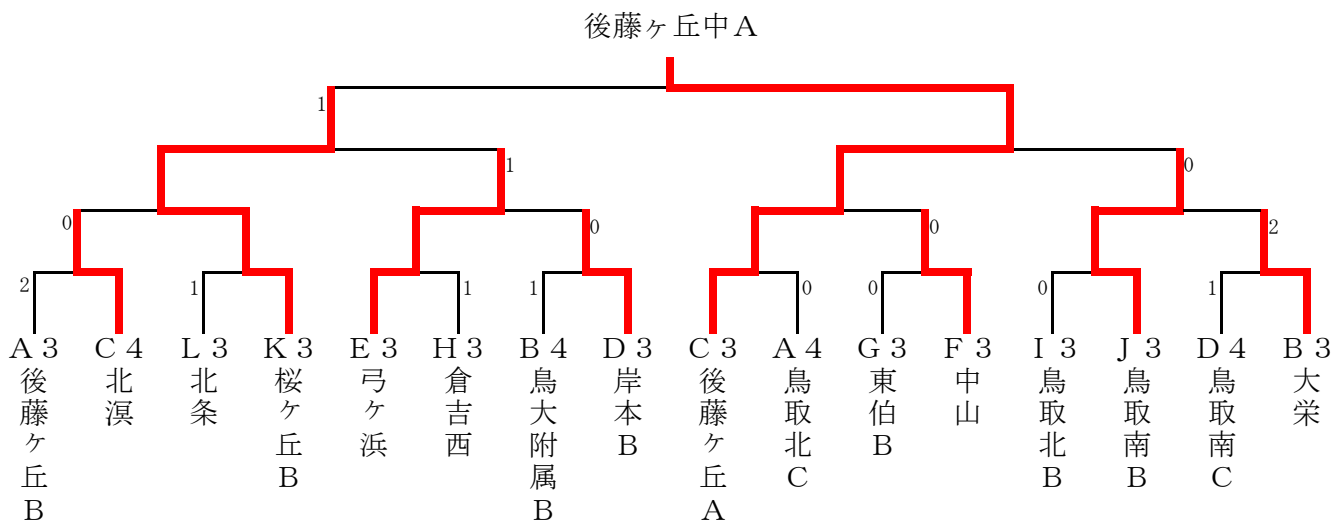 後藤ヶ丘中A
1
1
0
0
0
0
0
2
2
1
1
1
0
0
0
1
A3 C4 L3 K3 E3 H3 B4 D3 C3 A4 G3 F3 I3 J3 D4 B3
後藤ヶ丘B
北溟
北条
桜ヶ丘B
弓ヶ浜
倉吉西
鳥大附属B
岸本B
後藤ヶ丘A
鳥取北C
東伯B
中山
鳥取北B
鳥取南B
鳥取南C
大栄